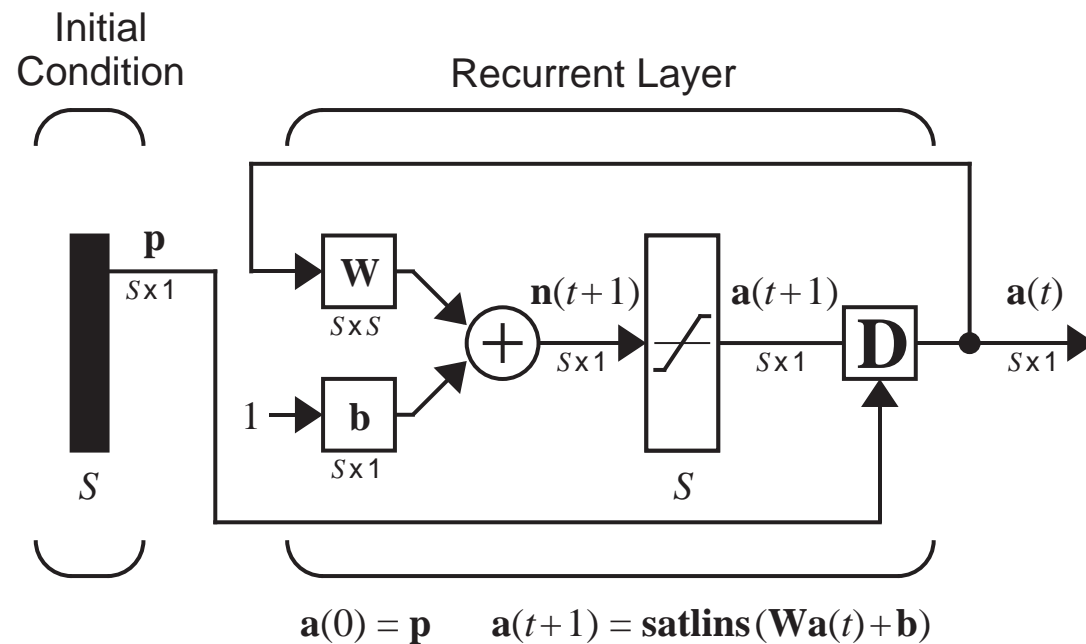 Initial
Condition
Recurrent Layer
p
S x 1
S
W
S x S
1
b
S x 1
n(t+1)
S x 1
S
a(t+1)
S x 1
D
a(t)
S x 1
a(0) = p a(t+1) = satlins(Wa(t)+b)